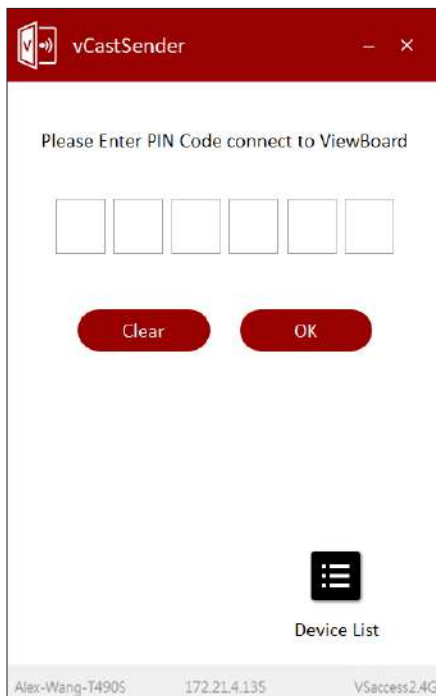 vCastSender
Please Enter PIN Code connect to ViewBoard
Clear OK
Device List
Alex-Wang-T490S 172.21.4.135 VSaccess2.4G